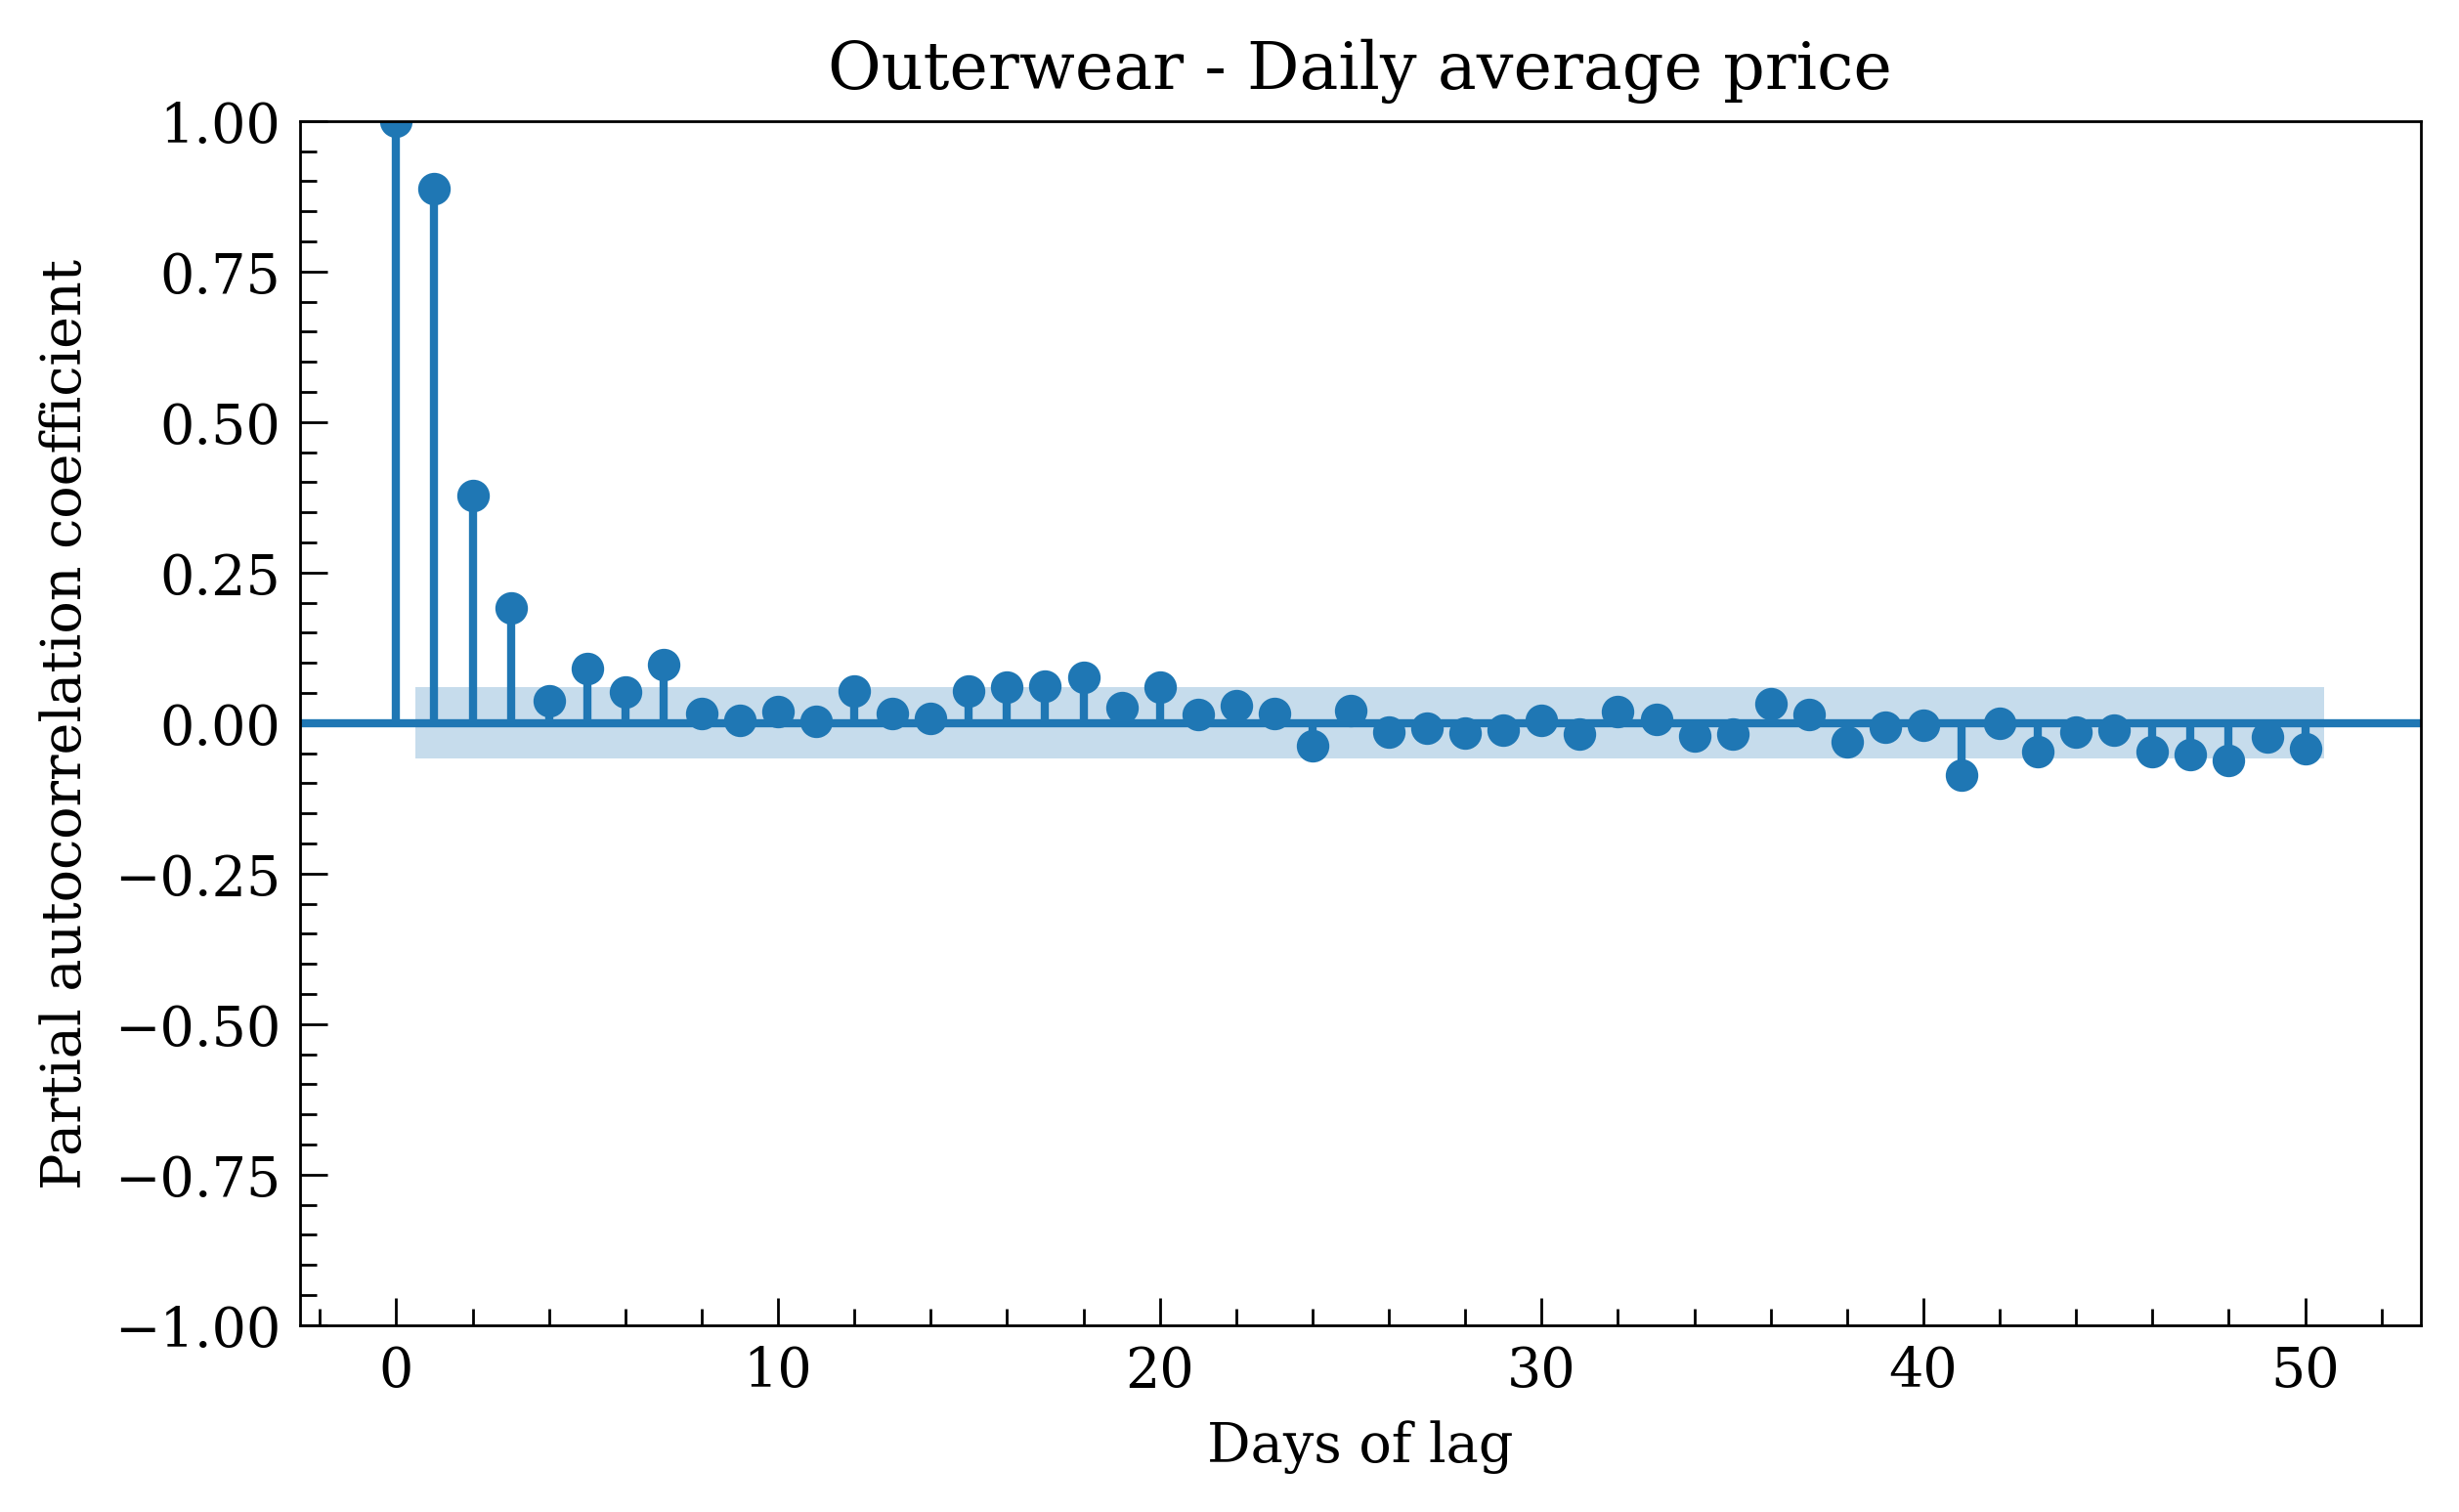 Outerwear - Daily average price
Partial autocorrelation coefficient
1.00
0.75
0.50
0.25
0.00
−0.25
−0.50
−0.75
−1.00
0 10 20 30 40 50
Days of lag